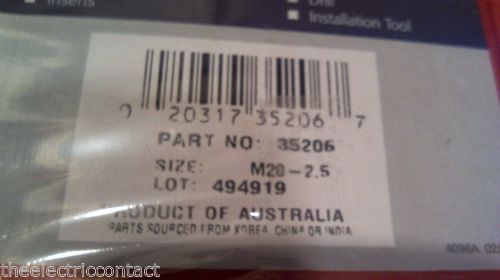 Inserts
Drill
Installation Tool
0 20317 35206 7
PART NO: 35206
SIZE: M20-2.5
LOT: 494919
PRODUCT OF AUSTRALIA
PARTS SOURCED FROM KOREA, CHINA OR INDIA
4098A
theelectriccontact